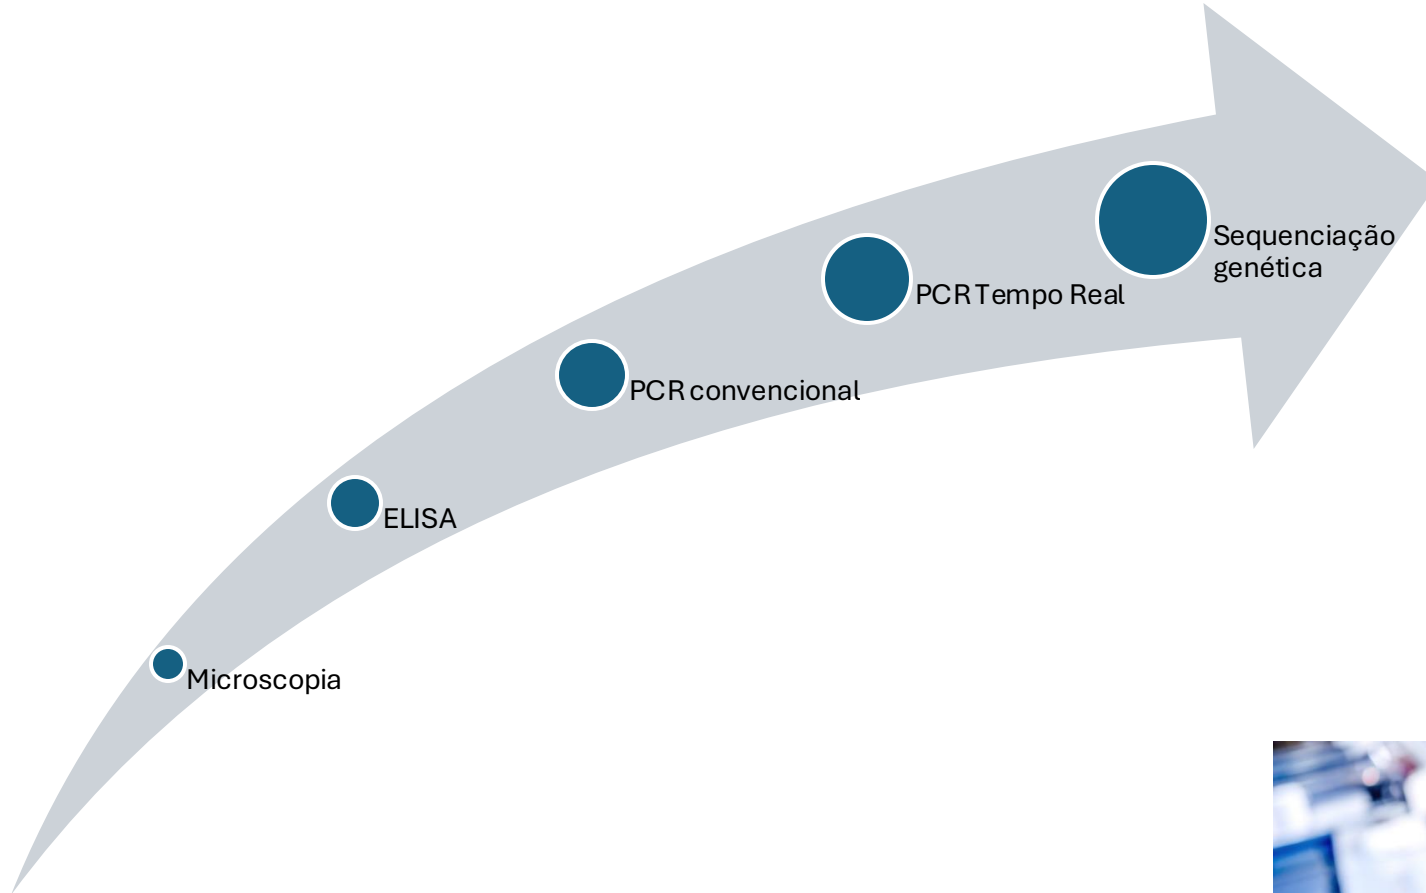 Sequenciação
genética
PCR Tempo Real
PCR convencional
ELISA
Microscopia